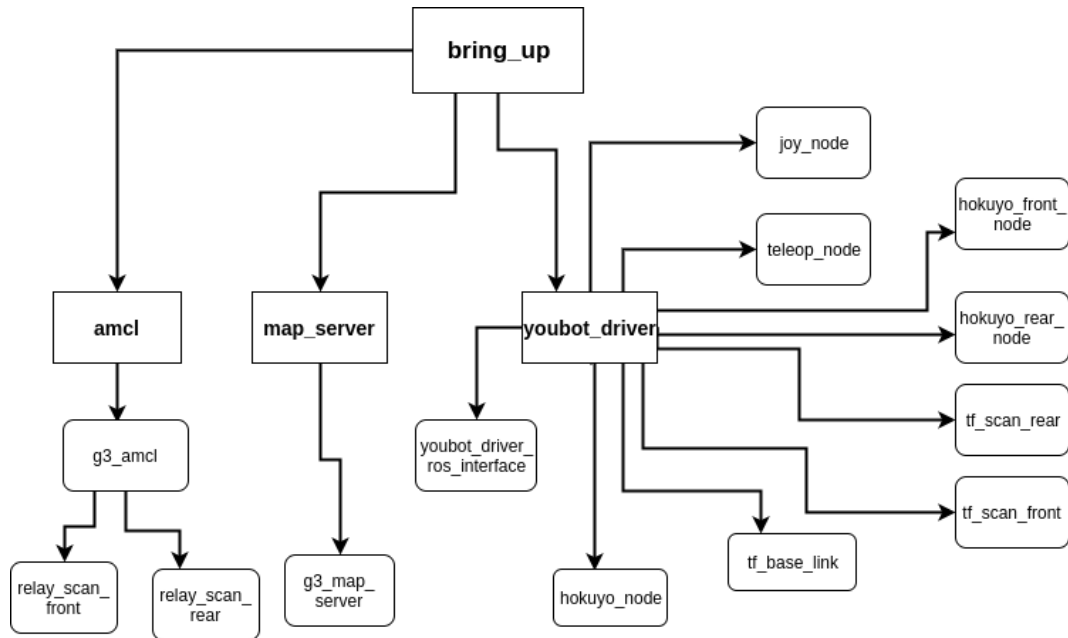 bring_up
joy_node
hokuyo_front_
node
teleop_node
amcl
map_server
youbot_driver
hokuyo_rear_
node
tf_scan_rear
g3_amcl
youbot_driver_
ros_interface
tf_scan_front
tf_base_link
relay_scan_
front
relay_scan_
rear
g3_map_
server
hokuyo_node